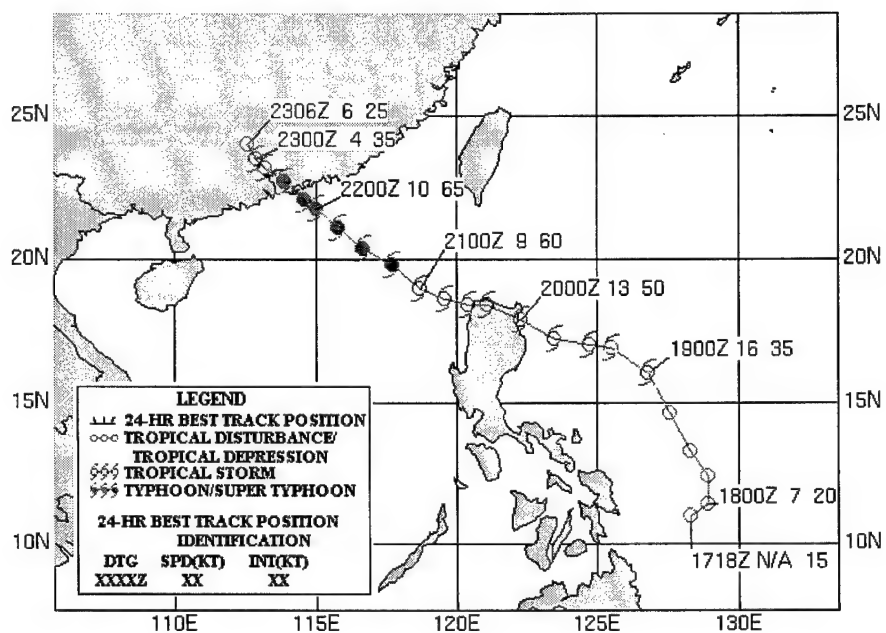 25N
25N
2306Z 6 25
2300Z 4 35
2200Z 10 65
20N
20N
2100Z 9 60
2000Z 13 50
1900Z 16 35
15N
15N
LEGEND
24-HR BEST TRACK POSITION
TROPICAL DISTURBANCE/
TROPICAL DEPRESSION
TROPICAL STORM
TYPHOON/SUPER TYPHOON
24-HR BEST TRACK POSITION
IDENTIFICATION
DTG SPD(KT) INT(KT)
XXXXZ XX XX
1800Z 7 20
10N
10N
1718Z N/A 15
110E 115E 120E 125E 130E